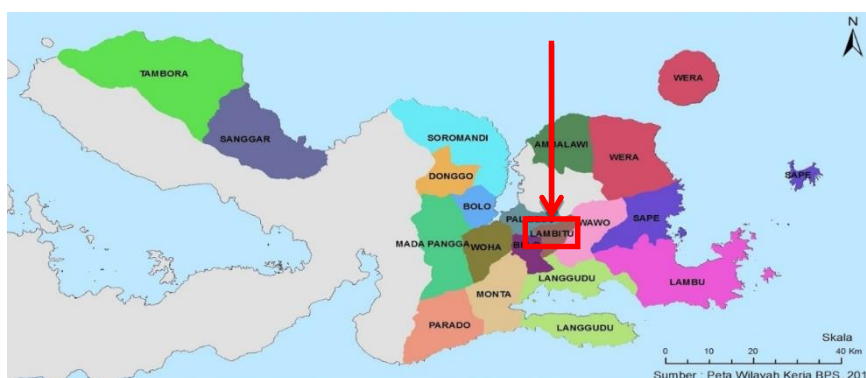 N
TAMBORA
WERA
SANGGAR
SOROMANDI
AMBALAWI
WERA
DONGGO
SAPE
BOLO
SAPE
WAWO
LAMBITU
MADA PANGGA
WOHA
LANGGUDU
LAMBU
MONTA
PARADO
LANGGUDU
Skala
0 10 20 40 Km
Sumber : Peta Wilayah Kerja BPS, 201